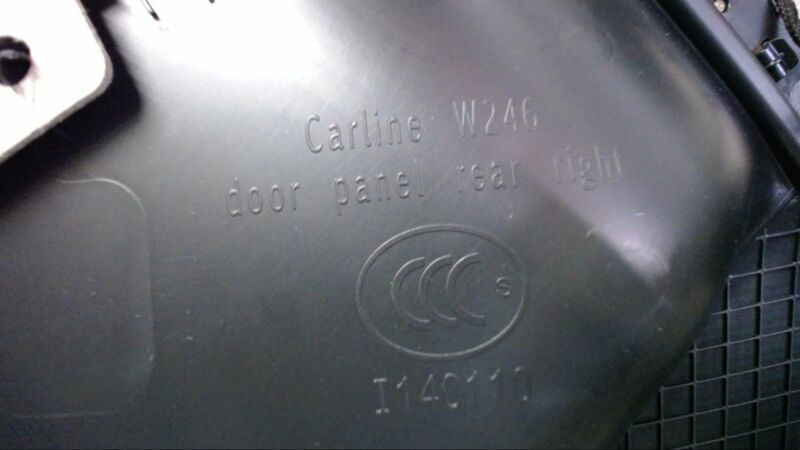 Carline W246
door panel rear right
CCC S
I140110